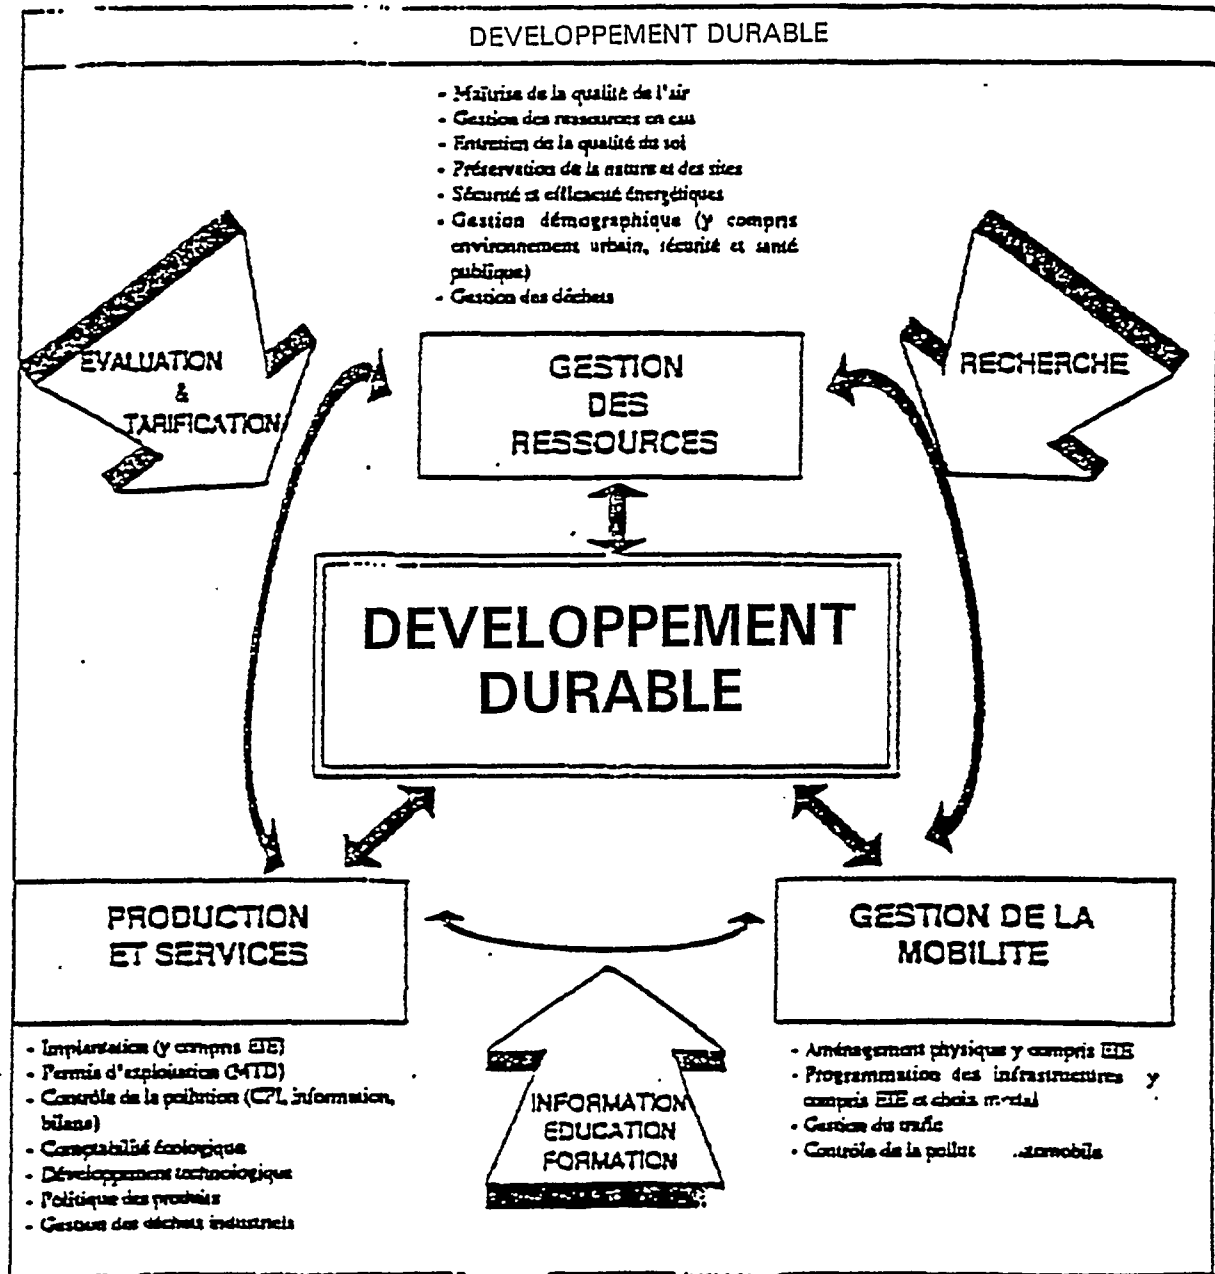 DEVELOPPEMENT DURABLE
- Maîtrise de la qualité de l'air
- Gestion des ressources en eau
- Entretien de la qualité du sol
- Préservation de la nature et des sites
- Sécurité et efficacité énergétiques
- Gestion démographique (y compris
environnement urbain, sécurité et santé
publique)
- Gestion des déchets
EVALUATION
&
TARIFICATION
GESTION
DES
RESSOURCES
RECHERCHE
DEVELOPPEMENT
DURABLE
PRODUCTION
ET SERVICES
GESTION DE LA
MOBILITE
- Implantation (y compris EIE)
- Permis d'exploitation (MTD)
- Contrôle de la pollution (CPI, information,
bilans)
- Comptabilité écologique
- Développement technologique
- Politique des produits
- Gestion des déchets industriels
INFORMATION
EDUCATION
FORMATION
- Aménagement physique y compris EIE
- Programmation des infrastructures y
compris EIE et choix
- Gestion du trafic
- Contrôle de la